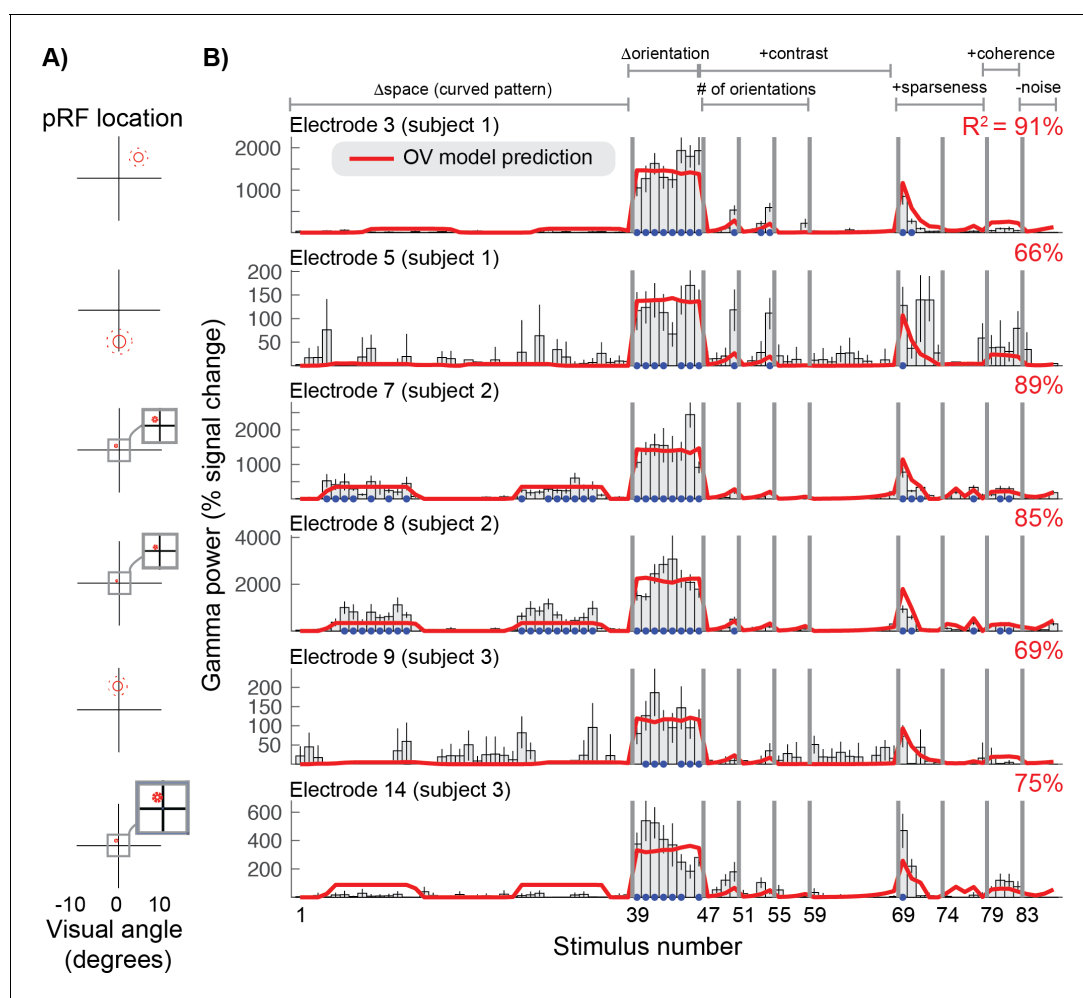 A)
B)
Δorientation
+contrast
+coherence
Δspace (curved pattern)
# of orientations
+sparseness
-noise
pRF location
Electrode 3 (subject 1)
R² = 91%
OV model prediction
2000
1000
Electrode 5 (subject 1)
66%
200
150
100
50
Electrode 7 (subject 2)
89%
2000
1000
Electrode 8 (subject 2)
85%
4000
2000
Electrode 9 (subject 3)
69%
200
150
100
50
Electrode 14 (subject 3)
75%
600
400
200
Gamma power (% signal change)
-10 0 10
Visual angle
(degrees)
1 39 47 51 55 59 69 74 79 83
Stimulus number